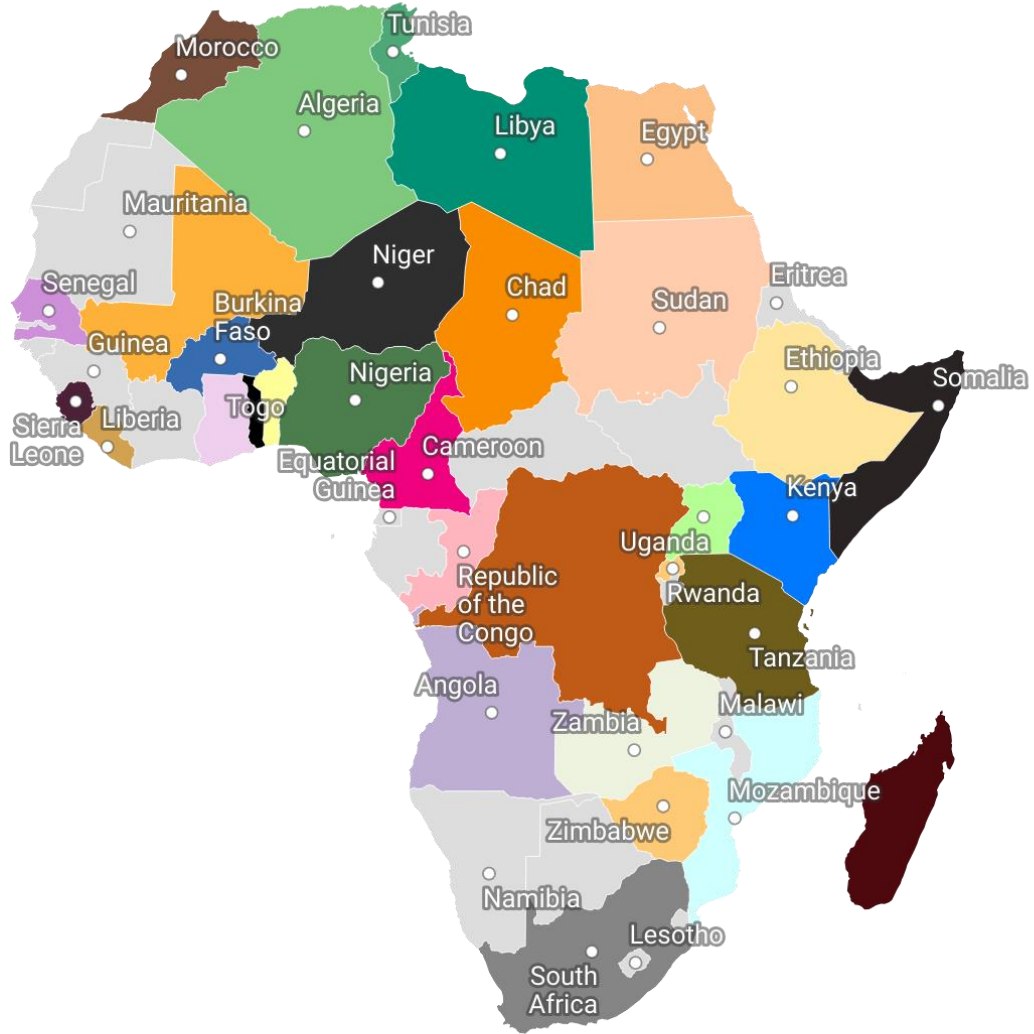 Tunisia
Morocco
Algeria
Libya
Egypt
Mauritania
Niger
Eritrea
Senegal
Chad
Burkina
Faso
Sudan
Guinea
Ethiopia
Nigeria
Somalia
Togo
Liberia
Sierra
Leone
Cameroon
Equatorial
Guinea
Kenya
Uganda
Republic
of the
Congo
Rwanda
Tanzania
Angola
Malawi
Zambia
Mozambique
Zimbabwe
Namibia
Lesotho
South
Africa